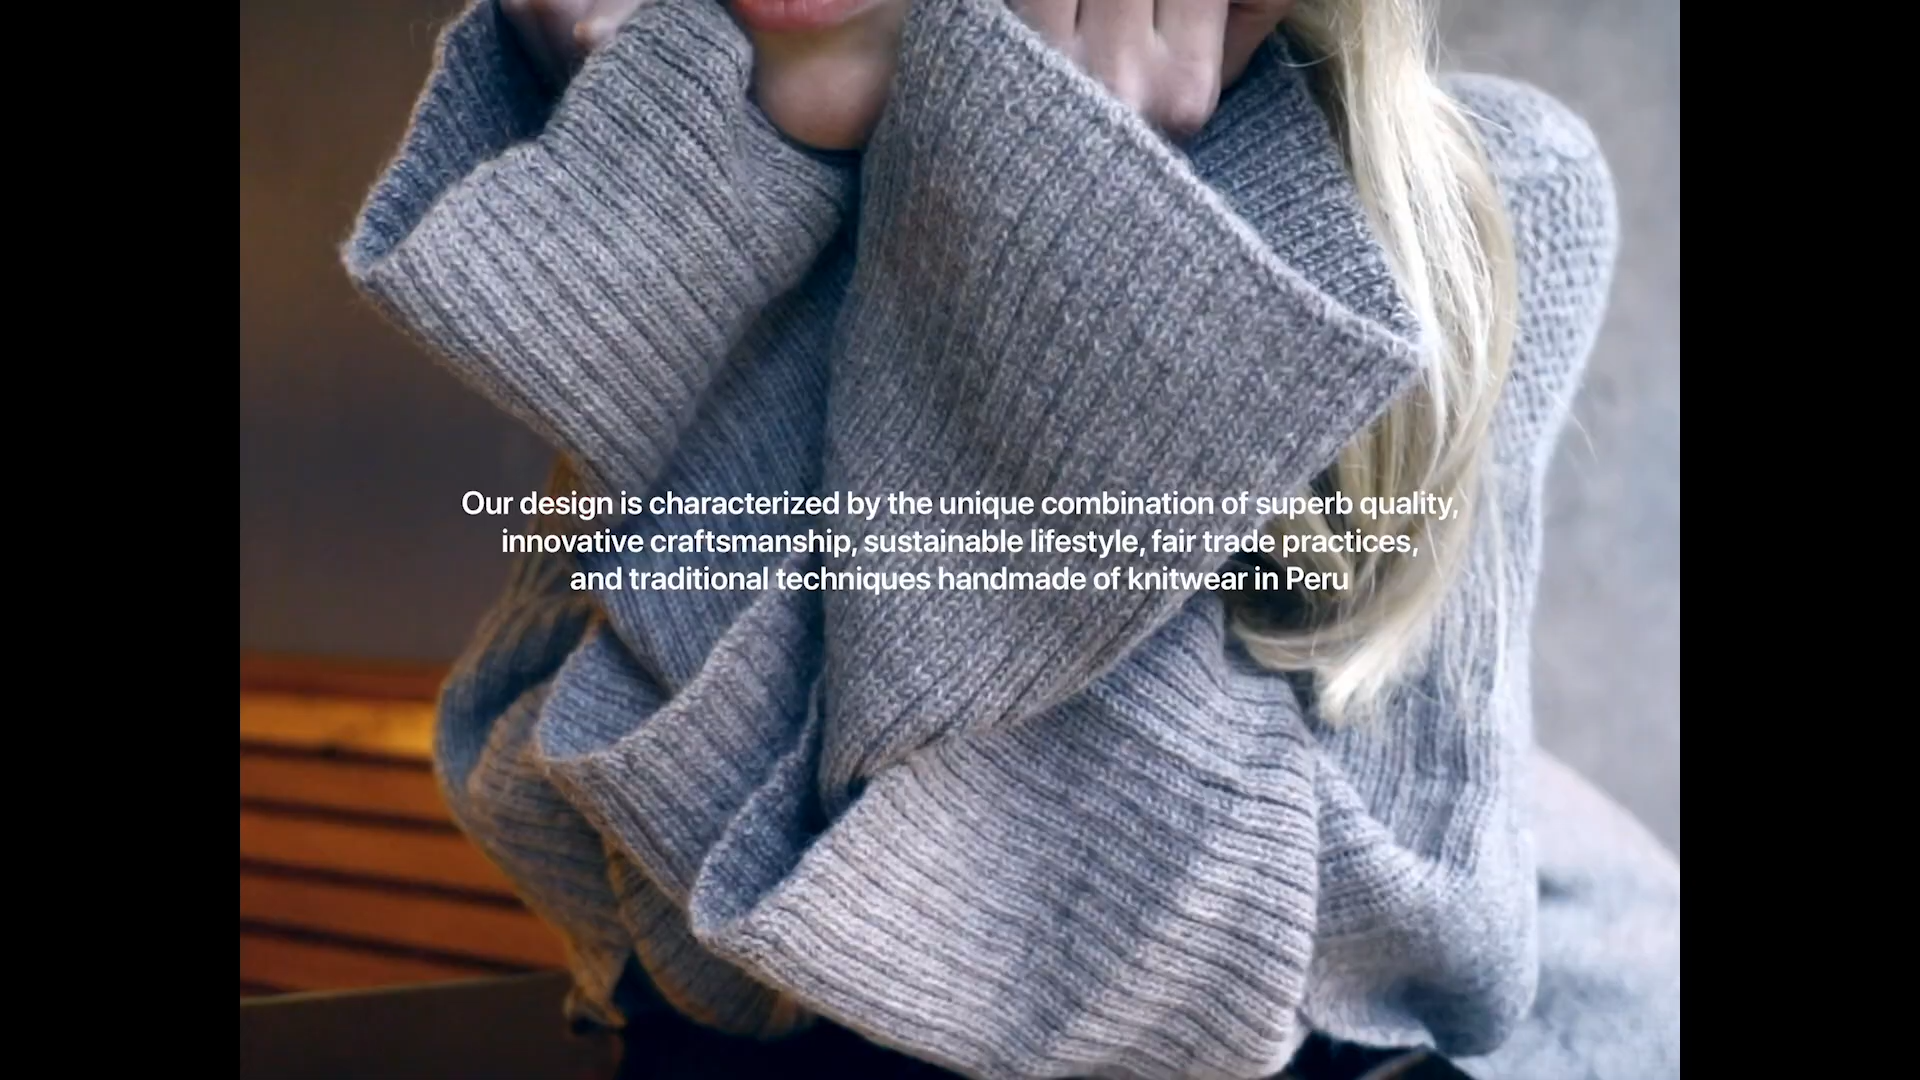 Our design is characterized by the unique combination of superb quality,
innovative craftsmanship, sustainable lifestyle, fair trade practices,
and traditional techniques handmade of knitwear in Peru